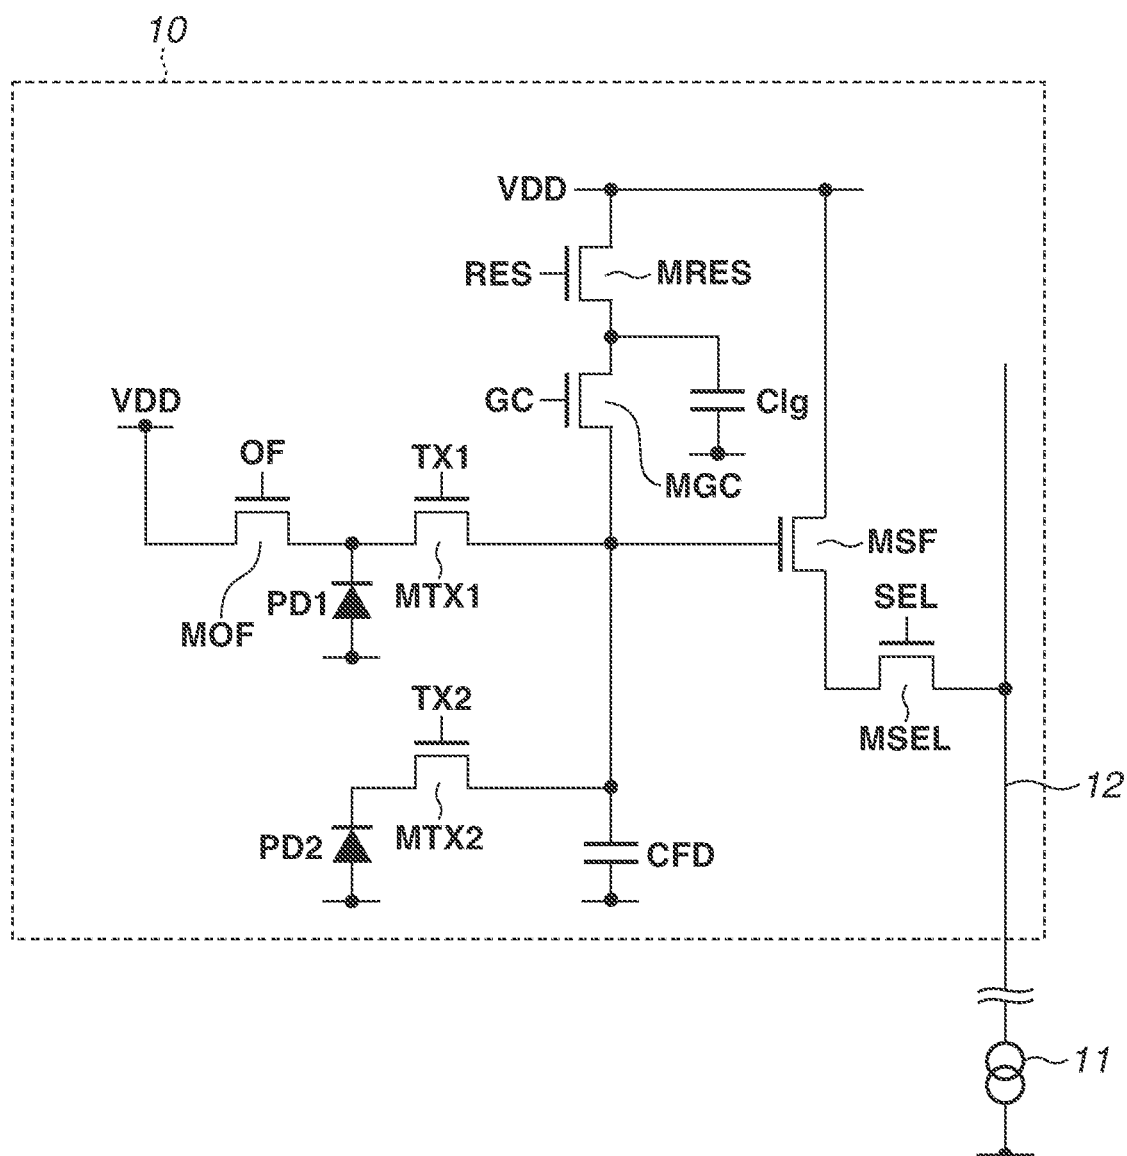 10
VDD
RES
MRES
GC
Clg
MGC
VDD
OF
TX1
MSF
PD1
MTX1
MOF
SEL
MSEL
TX2
12
MTX2
PD2
CFD
11